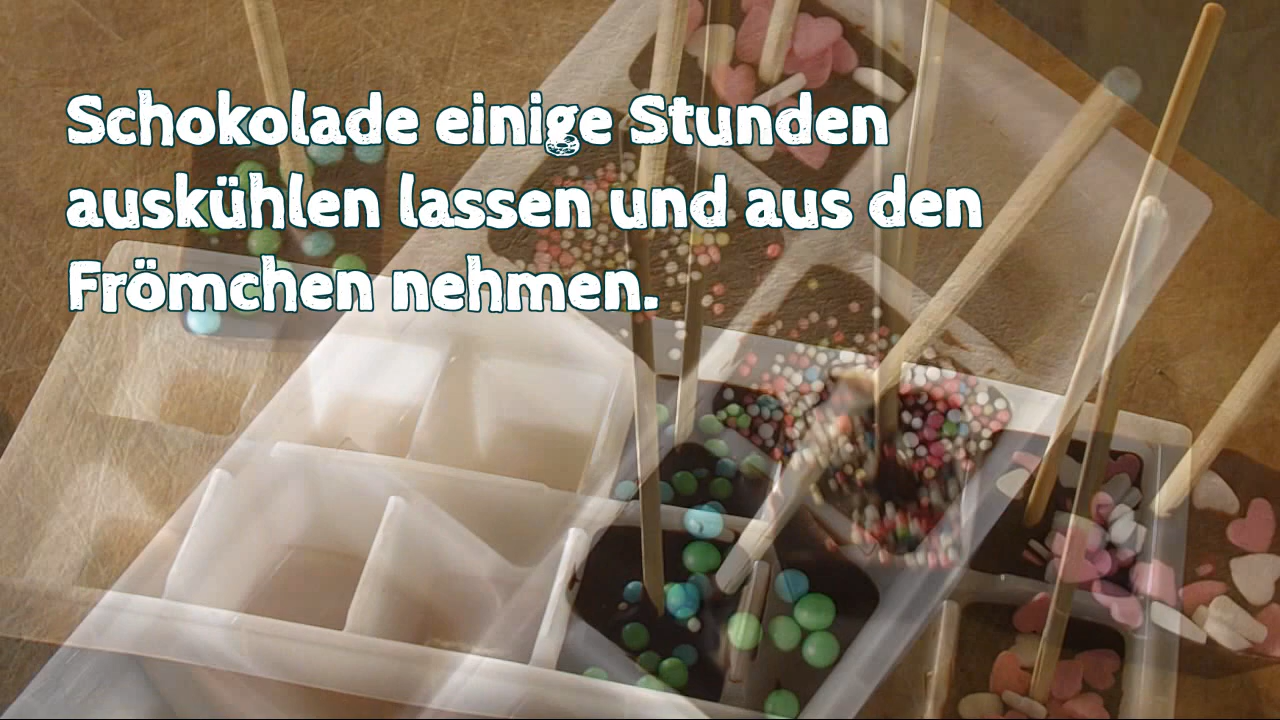 Schokolade einige Stunden
auskühlen lassen und aus den
Frömchen nehmen.